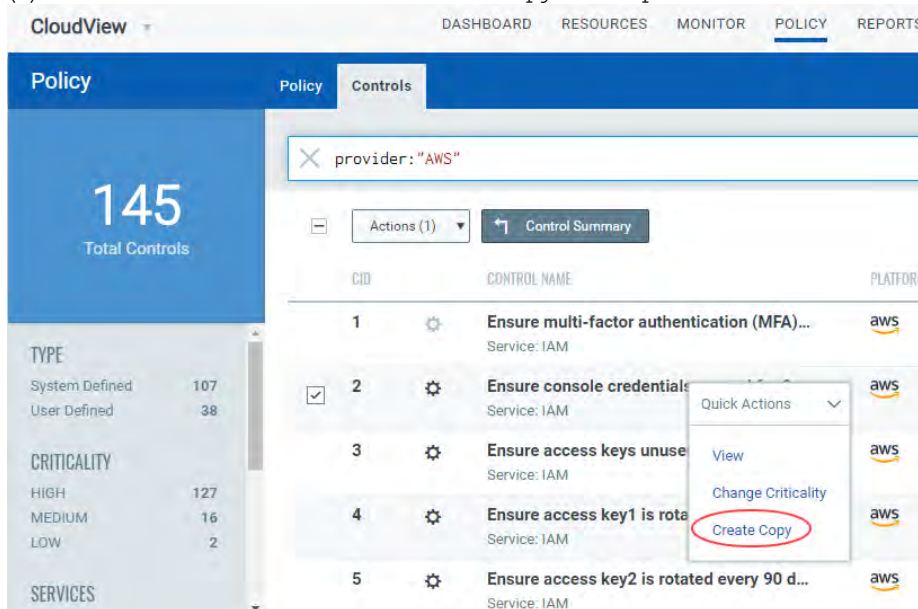 CloudView
DASHBOARD RESOURCES MONITOR POLICY REPORTS
Policy
Policy Controls
provider:"AWS"
145
Total Controls
Actions (1) Control Summary
CID CONTROL NAME PLATFOR
1 Ensure multi-factor authentication (MFA)... aws
Service: IAM
TYPE
System Defined 107
User Defined 38
2 Ensure console credentials aws
Service: IAM
Quick Actions
View
Change Criticality
Create Copy
3 Ensure access keys unuse aws
Service: IAM
CRITICALITY
HIGH 127
MEDIUM 16
LOW 2
4 Ensure access key1 is rota aws
Service: IAM
5 Ensure access key2 is rotated every 90 d... aws
Service: IAM
SERVICES